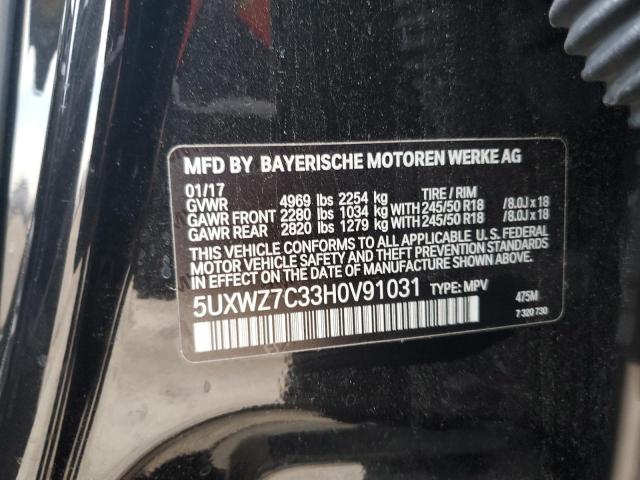 MFD BY BAYERISCHE MOTOREN WERKE AG
01/17
GVWR 4969 lbs 2254 kg TIRE / RIM
GAWR FRONT 2280 lbs 1034 kg WITH 245/50 R18 /8.0J x 18
GAWR REAR 2820 lbs 1279 kg WITH 245/50 R18 /8.0J x 18
THIS VEHICLE CONFORMS TO ALL APPLICABLE U.S. FEDERAL
MOTOR VEHICLE SAFETY AND THEFT PREVENTION STANDARDS
IN EFFECT ON THE DATE OF MANUFACTURE SHOWN ABOVE.
5UXWZ7C33H0V91031 TYPE: MPV 475M
7 320 730